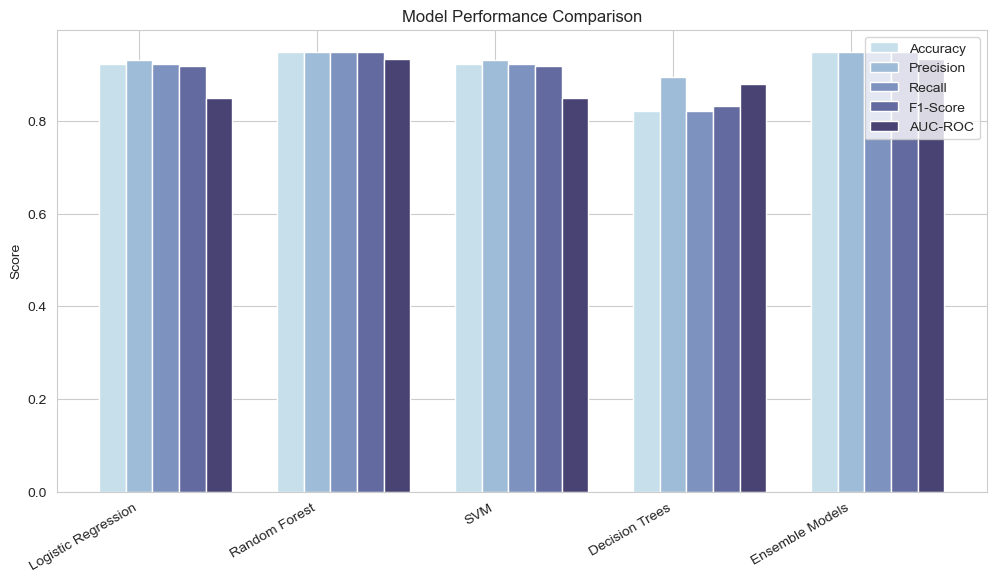 Model Performance Comparison
Accuracy
Precision
Recall
F1-Score
AUC-ROC
Score
0.8
0.6
0.4
0.2
0.0
Logistic Regression
Random Forest
SVM
Decision Trees
Ensemble Models